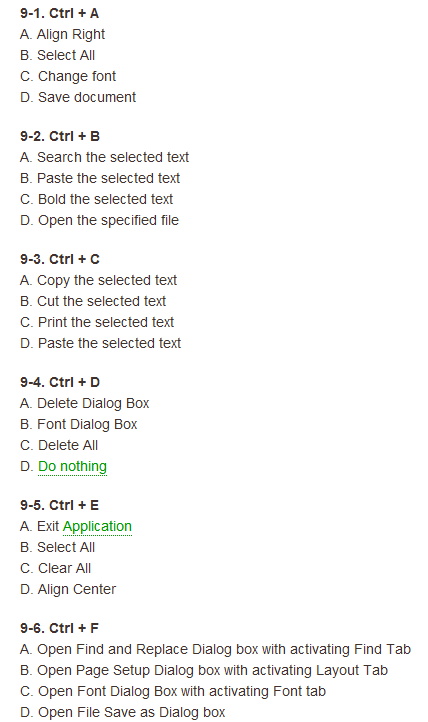 9-1. Ctrl + A
A. Align Right
B. Select All
C. Change font
D. Save document
9-2. Ctrl + B
A. Search the selected text
B. Paste the selected text
C. Bold the selected text
D. Open the specified file
9-3. Ctrl + C
A. Copy the selected text
B. Cut the selected text
C. Print the selected text
D. Paste the selected text
9-4. Ctrl + D
A. Delete Dialog Box
B. Font Dialog Box
C. Delete All
D. Do nothing
9-5. Ctrl + E
A. Exit Application
B. Select All
C. Clear All
D. Align Center
9-6. Ctrl + F
A. Open Find and Replace Dialog box with activating Find Tab
B. Open Page Setup Dialog box with activating Layout Tab
C. Open Font Dialog Box with activating Font tab
D. Open File Save as Dialog box